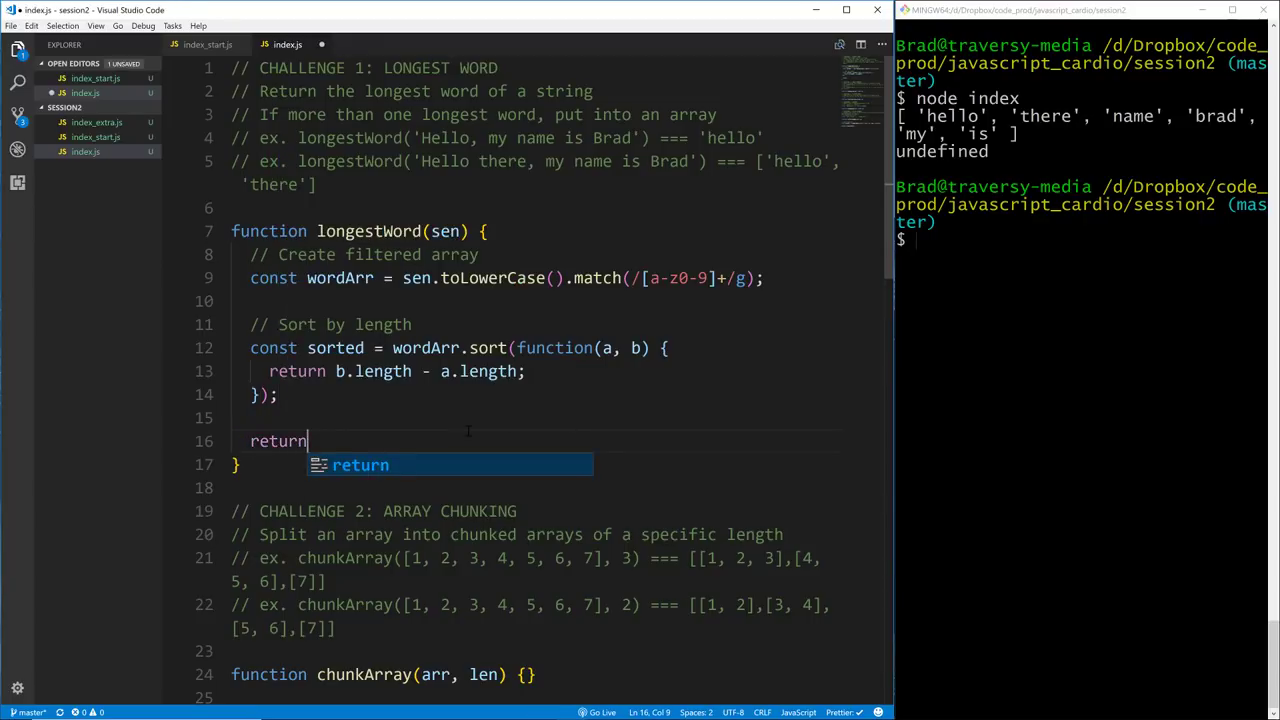 index.js - session2 - Visual Studio Code
File Edit Selection View Go Debug Tasks Help
EXPLORER
OPEN EDITORS 1 UNSAVED
index_start.js U
index.js U
SESSION2
index_extra.js U
index_start.js U
index.js U
index_start.js
index.js
1 // CHALLENGE 1: LONGEST WORD
2 // Return the longest word of a string
3 // If more than one longest word, put into an array
4 // ex. longestWord('Hello, my name is Brad') === 'hello'
5 // ex. longestWord('Hello there, my name is Brad') === ['hello',
'there']
6
7 function longestWord(sen) {
8 // Create filtered array
9 const wordArr = sen.toLowerCase().match(/[a-z0-9]+/g);
10
11 // Sort by length
12 const sorted = wordArr.sort(function(a, b) {
13 return b.length - a.length;
14 });
15
16 return
return
17 }
18
19 // CHALLENGE 2: ARRAY CHUNKING
20 // Split an array into chunked arrays of a specific length
21 // ex. chunkArray([1, 2, 3, 4, 5, 6, 7], 3) === [[1, 2, 3],[4,
5, 6],[7]]
22 // ex. chunkArray([1, 2, 3, 4, 5, 6, 7], 2) === [[1, 2],[3, 4],
[5, 6],[7]]
23
24 function chunkArray(arr, len) {}
25
master* 0 0
Go Live Ln 16, Col 9 Spaces: 2 UTF-8 CRLF JavaScript Prettier: ✓
MINGW64:/d/Dropbox/code_prod/javascript_cardio/session2
Brad@traversy-media /d/Dropbox/code_
prod/javascript_cardio/session2 (mas
ter)
$ node index
[ 'hello', 'there', 'name', 'brad',
'my', 'is' ]
undefined
Brad@traversy-media /d/Dropbox/code_
prod/javascript_cardio/session2 (mas
ter)
$